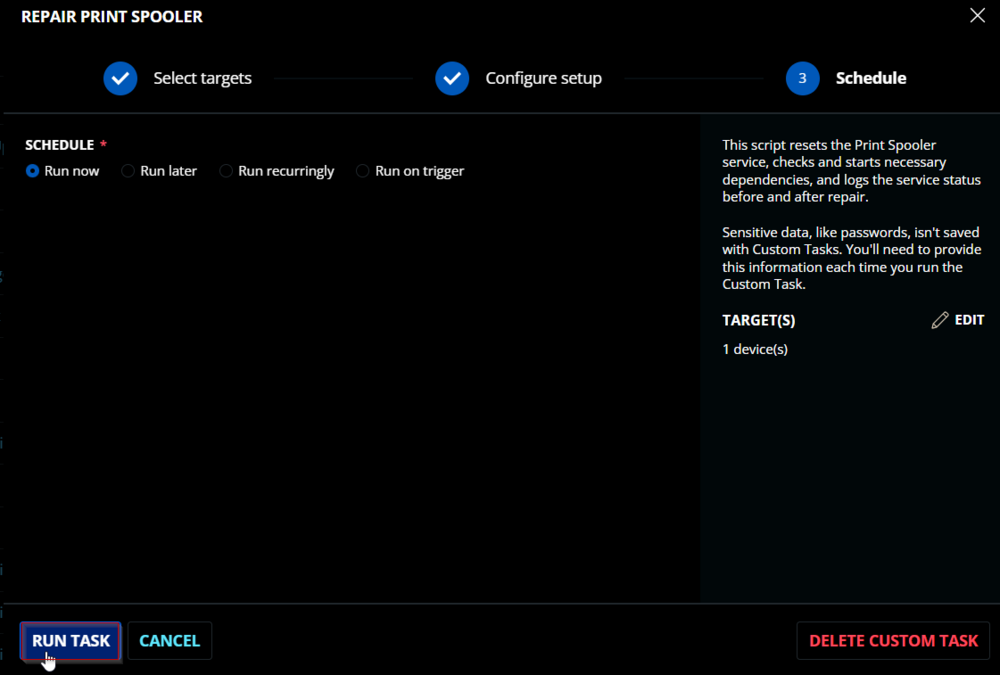 REPAIR PRINT SPOOLER
Select targets
Configure setup
3
Schedule
SCHEDULE *
Run now
Run later
Run recurringly
Run on trigger
This script resets the Print Spooler
service, checks and starts necessary
dependencies, and logs the service status
before and after repair.
Sensitive data, like passwords, isn't saved
with Custom Tasks. You'll need to provide
this information each time you run the
Custom Task.
TARGET(S)
EDIT
1 device(s)
RUN TASK
CANCEL
DELETE CUSTOM TASK